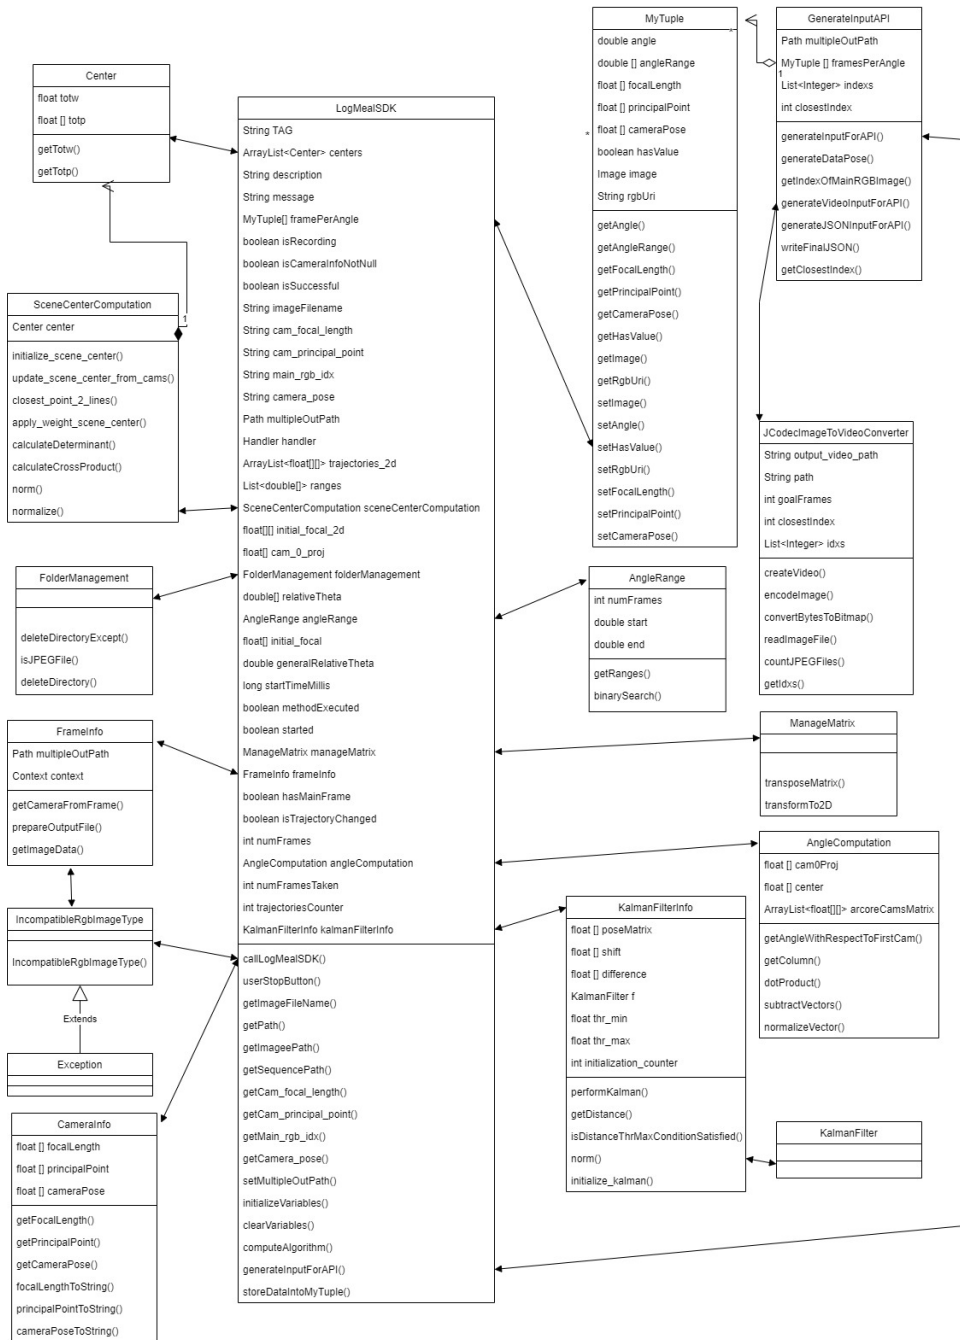 Center
float totw
float [] totp
getTotw()
getTotp()
SceneCenterComputation
Center center
1
initialize_scene_center()
update_scene_center_from_cams()
closest_point_2_lines()
apply_weight_scene_center()
calculateDeterminant()
calculateCrossProduct()
norm()
normalize()
FolderManagement
deleteDirectoryExcept()
isJPEGFile()
deleteDirectory()
FrameInfo
Path multipleOutPath
Context context
getCameraFromFrame()
prepareOutputFile()
getImageData()
IncompatibleRgbImageType
IncompatibleRgbImageType()
Extends
Exception
CameraInfo
float [] focalLength
float [] principalPoint
float [] cameraPose
getFocalLength()
getPrincipalPoint()
getCameraPose()
focalLengthToString()
principalPointToString()
cameraPoseToString()
LogMealSDK
String TAG
ArrayList<Center> centers
String description
String message
MyTuple[] framePerAngle
boolean isRecording
boolean isCameraInfoNotNull
boolean isSuccessful
String imageFilename
String cam_focal_length
String cam_principal_point
String main_rgb_idx
String camera_pose
Path multipleOutPath
Handler handler
ArrayList<float[][]> trajectories_2d
List<double[]> ranges
SceneCenterComputation sceneCenterComputation
float[][] initial_focal_2d
float[] cam_0_proj
FolderManagement folderManagement
double[] relativeTheta
AngleRange angleRange
float[] initial_focal
double generalRelativeTheta
long startTimeMillis
boolean methodExecuted
boolean started
ManageMatrix manageMatrix
FrameInfo frameInfo
boolean hasMainFrame
boolean isTrajectoryChanged
int numFrames
AngleComputation angleComputation
int numFramesTaken
int trajectoriesCounter
KalmanFilterInfo kalmanFilterInfo
callLogMealSDK()
userStopButton()
getImageFileName()
getPath()
getImageePath()
getSequencePath()
getCam_focal_length()
getCam_principal_point()
getMain_rgb_idx()
getCamera_pose()
setMultipleOutPath()
initializeVariables()
clearVariables()
computeAlgorithm()
generateInputForAPI()
storeDataIntoMyTuple()
MyTuple
*
double angle
double [] angleRange
float [] focalLength
float [] principalPoint
float [] cameraPose
*
boolean hasValue
Image image
String rgbUri
getAngle()
getAngleRange()
getFocalLength()
getPrincipalPoint()
getCameraPose()
getHasValue()
getImage()
getRgbUri()
setImage()
setAngle()
setHasValue()
setRgbUri()
setFocalLength()
setPrincipalPoint()
setCameraPose()
AngleRange
int numFrames
double start
double end
getRanges()
binarySearch()
KalmanFilterInfo
float [] poseMatrix
float [] shift
float [] difference
KalmanFilter f
float thr_min
float thr_max
int initialization_counter
performKalman()
getDistance()
isDistanceThrMaxConditionSatisfied()
norm()
initialize_kalman()
GenerateInputAPI
Path multipleOutPath
MyTuple [] framesPerAngle
1
List<Integer> indexs
int closestIndex
generateInputForAPI()
generateDataPose()
getIndexOfMainRGBImage()
generateVideoInputForAPI()
generateJSONInputForAPI()
writeFinalJSON()
getClosestIndex()
JCodecImageToVideoConverter
String output_video_path
String path
int goalFrames
int closestIndex
List<Integer> idxs
createVideo()
encodeImage()
convertBytesToBitmap()
readImageFile()
countJPEGFiles()
getIdxs()
ManageMatrix
transposeMatrix()
transformTo2D
AngleComputation
float [] cam0Proj
float [] center
ArrayList<float[][]> arcoreCamsMatrix
getAngleWithRespectToFirstCam()
getColumn()
dotProduct()
subtractVectors()
normalizeVector()
KalmanFilter